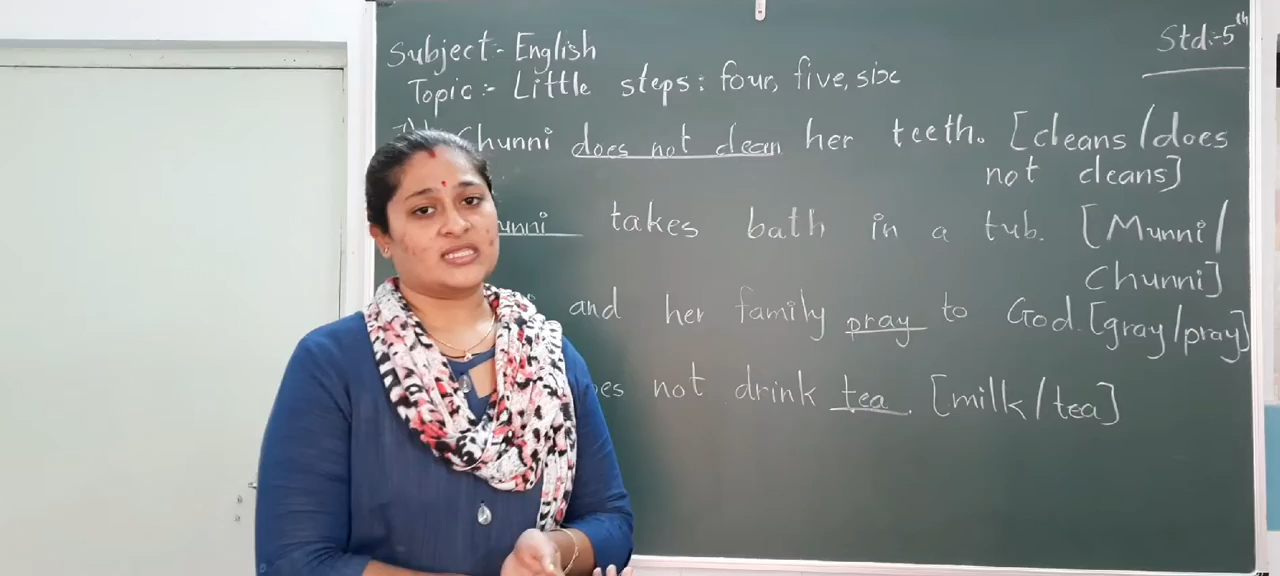 Subject:- English
Std:-5th
Topic:- Little steps: four, five, six
Chunni does not clean her teeth. [cleans/does
not cleans]
takes bath in a tub. [Munni/
Chunni]
and her family pray to God. [gray/pray]
not drink tea. [milk/tea]